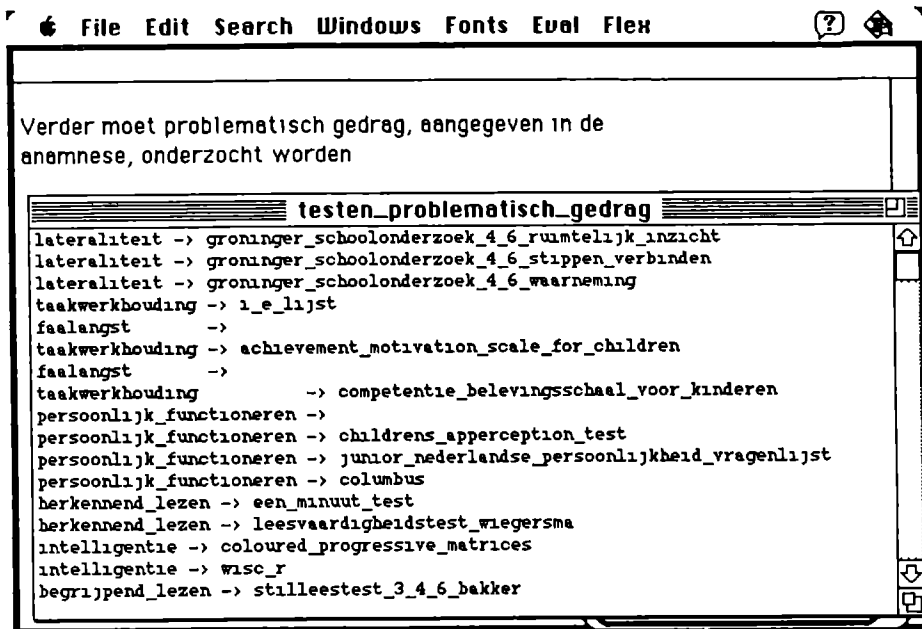 File Edit Search Windows Fonts Eval Flex ?
Verder moet problematisch gedrag, aangegeven in de
anamnese, onderzocht worden
testen_problematisch_gedrag
lateraliteit -> groninger_schoolonderzoek_4_6_ruimtelijk_inzicht
lateraliteit -> groninger_schoolonderzoek_4_6_stippen_verbinden
lateraliteit -> groninger_schoolonderzoek_4_6_waarneming
taakwerkhouding -> i_e_lijst
faalangst ->
taakwerkhouding -> achievement_motivation_scale_for_children
faalangst ->
taakwerkhouding -> competentie_belevingsschaal_voor_kinderen
persoonlijk_functioneren ->
persoonlijk_functioneren -> childrens_apperception_test
persoonlijk_functioneren -> junior_nederlandse_persoonlijkheid_vragenlijst
persoonlijk_functioneren -> columbus
herkennend_lezen -> een_minuut_test
herkennend_lezen -> leesvaardigheidstest_wiegersma
intelligentie -> coloured_progressive_matrices
intelligentie -> wisc_r
begrijpend_lezen -> stilleestest_3_4_6_bakker